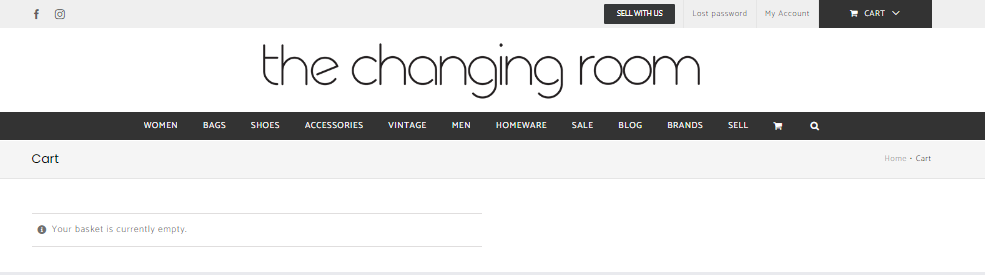 SELL WITH US Lost password My Account CART
the changing room
WOMEN BAGS SHOES ACCESSORIES VINTAGE MEN HOMEWARE SALE BLOG BRANDS SELL
Cart Home • Cart
Your basket is currently empty.